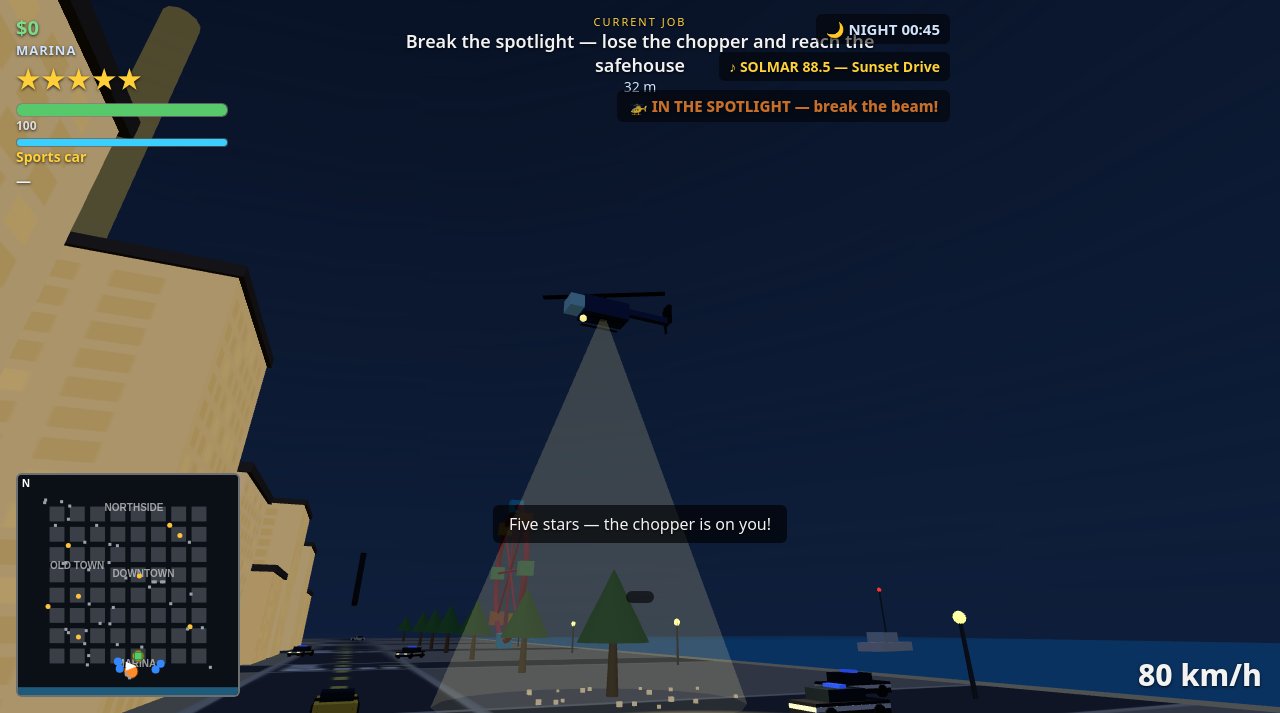 $0
MARINA
★★★★★
100
Sports car
—
CURRENT JOB
Break the spotlight — lose the chopper and reach the
safehouse
32 m
NIGHT 00:45
♪ SOLMAR 88.5 — Sunset Drive
IN THE SPOTLIGHT — break the beam!
Five stars — the chopper is on you!
N
NORTHSIDE
OLD TOWN
DOWNTOWN
MARINA
80 km/h